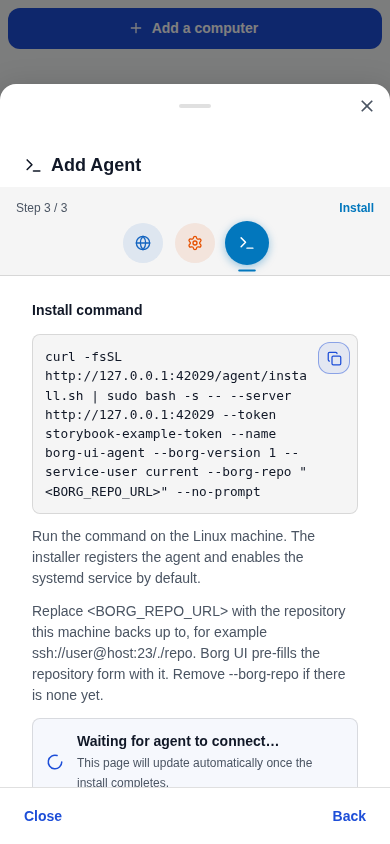 Add a computer
Add Agent
Step 3 / 3
Install
Install command
curl -fsSL
http://127.0.0.1:42029/agent/insta
ll.sh | sudo bash -s -- --server
http://127.0.0.1:42029 --token
storybook-example-token --name
borg-ui-agent --borg-version 1 --
service-user current --borg-repo "
<BORG_REPO_URL>" --no-prompt
Run the command on the Linux machine. The
installer registers the agent and enables the
systemd service by default.
Replace <BORG_REPO_URL> with the repository
this machine backs up to, for example
ssh://user@host:23/./repo. Borg UI pre-fills the
repository form with it. Remove --borg-repo if there
is none yet.
Waiting for agent to connect…
This page will update automatically once the
install completes.
Close
Back